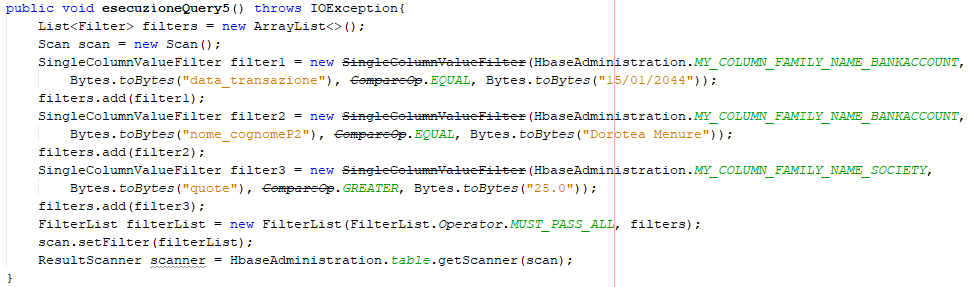 public void esecuzioneQuery5() throws IOException{
    List<Filter> filters = new ArrayList<>();
    Scan scan = new Scan();
    SingleColumnValueFilter filter1 = new SingleColumnValueFilter(HbaseAdministration.MY_COLUMN_FAMILY_NAME_BANKACCOUNT,
        Bytes.toBytes("data_transazione"), CompareOp.EQUAL, Bytes.toBytes("15/01/2044"));
    filters.add(filter1);
    SingleColumnValueFilter filter2 = new SingleColumnValueFilter(HbaseAdministration.MY_COLUMN_FAMILY_NAME_BANKACCOUNT,
        Bytes.toBytes("nome_cognomeP2"), CompareOp.EQUAL, Bytes.toBytes("Dorotea Menure"));
    filters.add(filter2);
    SingleColumnValueFilter filter3 = new SingleColumnValueFilter(HbaseAdministration.MY_COLUMN_FAMILY_NAME_SOCIETY,
        Bytes.toBytes("quote"), CompareOp.GREATER, Bytes.toBytes("25.0"));
    filters.add(filter3);
    FilterList filterList = new FilterList(FilterList.Operator.MUST_PASS_ALL, filters);
    scan.setFilter(filterList);
    ResultScanner scanner = HbaseAdministration.table.getScanner(scan);
}